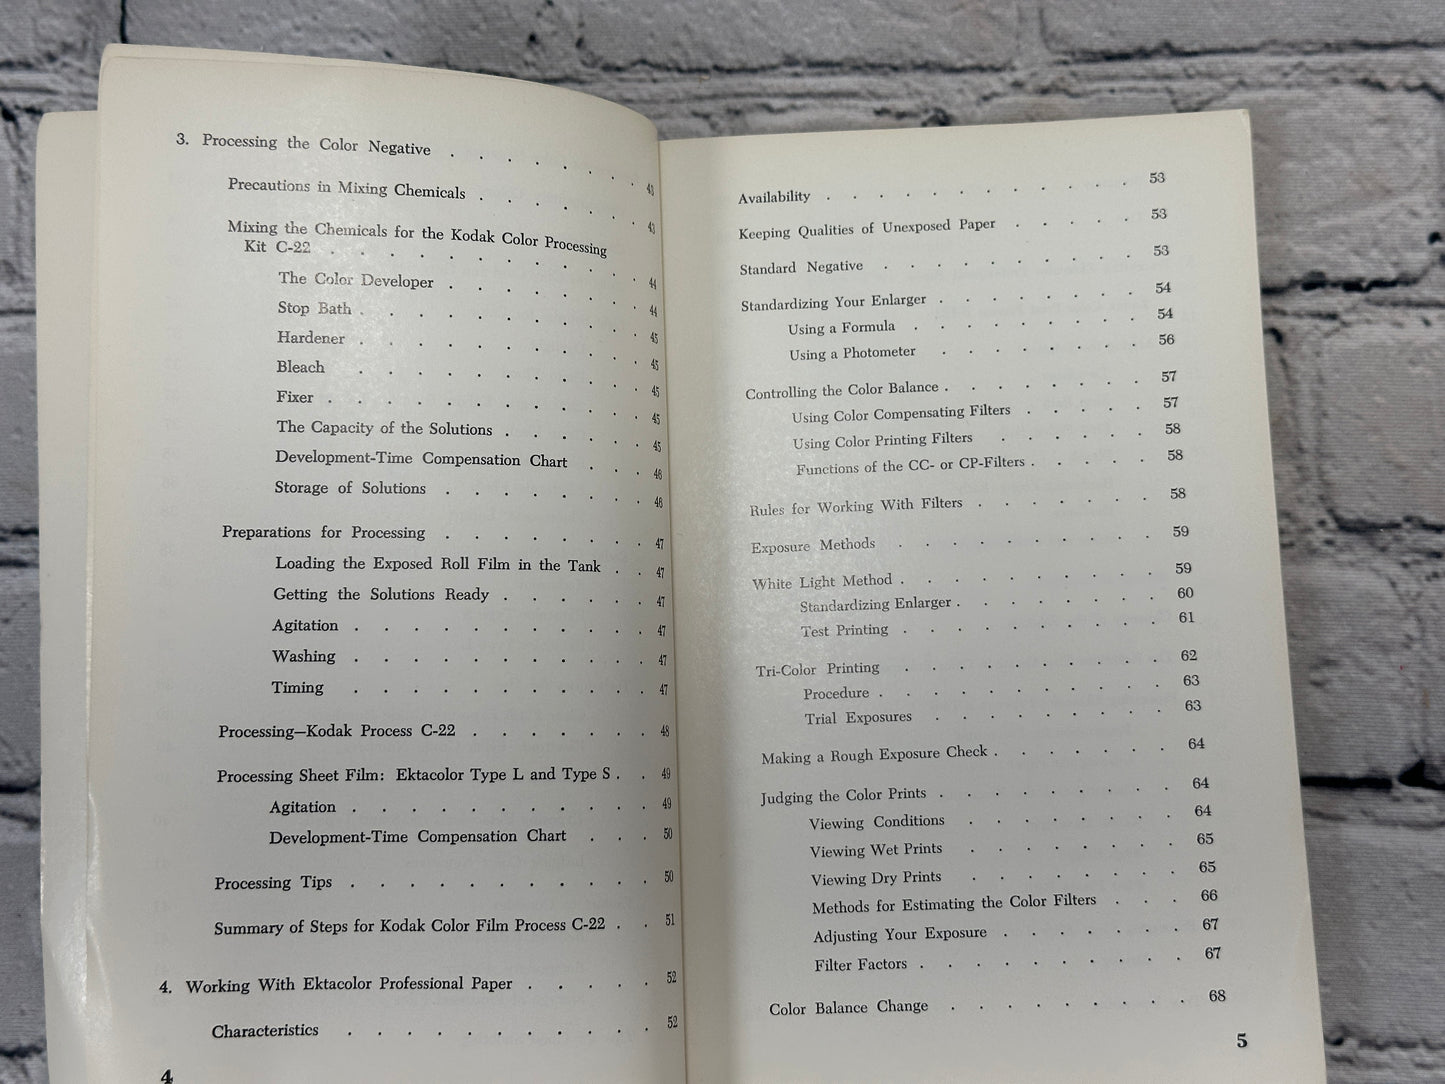 3. Processing the Color Negative . . . . . . . 43
Precautions in Mixing Chemicals . . . . . . . 43
Mixing the Chemicals for the Kodak Color Processing
Kit C-22 . . . . . . . . . . . 44
The Color Developer . . . . . . . 44
Stop Bath . . . . . . . . . . 45
Hardener . . . . . . . . . . 45
Bleach . . . . . . . . . . 45
Fixer . . . . . . . . . . . 45
The Capacity of the Solutions . . . . . 45
Development-Time Compensation Chart . . . 46
Storage of Solutions . . . . . . . 46
Preparations for Processing . . . . . . . 47
Loading the Exposed Roll Film in the Tank . . 47
Getting the Solutions Ready . . . . . . 47
Agitation . . . . . . . . . . . 47
Washing . . . . . . . . . . . 47
Timing . . . . . . . . . . . 47
Processing—Kodak Process C-22 . . . . . . . 48
Processing Sheet Film: Ektacolor Type L and Type S . . 49
Agitation . . . . . . . . . . . 49
Development-Time Compensation Chart . . . 50
Processing Tips . . . . . . . . . . . 50
Summary of Steps for Kodak Color Film Process C-22 . . 51
4. Working With Ektacolor Professional Paper . . . . . 52
Characteristics . . . . . . . . . . . 52
4
Availability . . . . . . . . . . . . 53
Keeping Qualities of Unexposed Paper . . . . . 53
Standard Negative . . . . . . . . . . 53
Standardizing Your Enlarger . . . . . . . . 54
Using a Formula . . . . . . . . . 54
Using a Photometer . . . . . . . . 56
Controlling the Color Balance . . . . . . . . 57
Using Color Compensating Filters . . . . . 57
Using Color Printing Filters . . . . . . 58
Functions of the CC- or CP-Filters . . . . . 58
Rules for Working With Filters . . . . . . . 58
Exposure Methods . . . . . . . . . . 59
White Light Method . . . . . . . . . . 59
Standardizing Enlarger . . . . . . . . 60
Test Printing . . . . . . . . . . 61
Tri-Color Printing . . . . . . . . . . 62
Procedure . . . . . . . . . . . 63
Trial Exposures . . . . . . . . . 63
Making a Rough Exposure Check . . . . . . . 64
Judging the Color Prints . . . . . . . . . 64
Viewing Conditions . . . . . . . . 64
Viewing Wet Prints . . . . . . . . 65
Viewing Dry Prints . . . . . . . . 65
Methods for Estimating the Color Filters . . . 66
Adjusting Your Exposure . . . . . . . 67
Filter Factors . . . . . . . . . . 67
Color Balance Change . . . . . . . . . 68
5